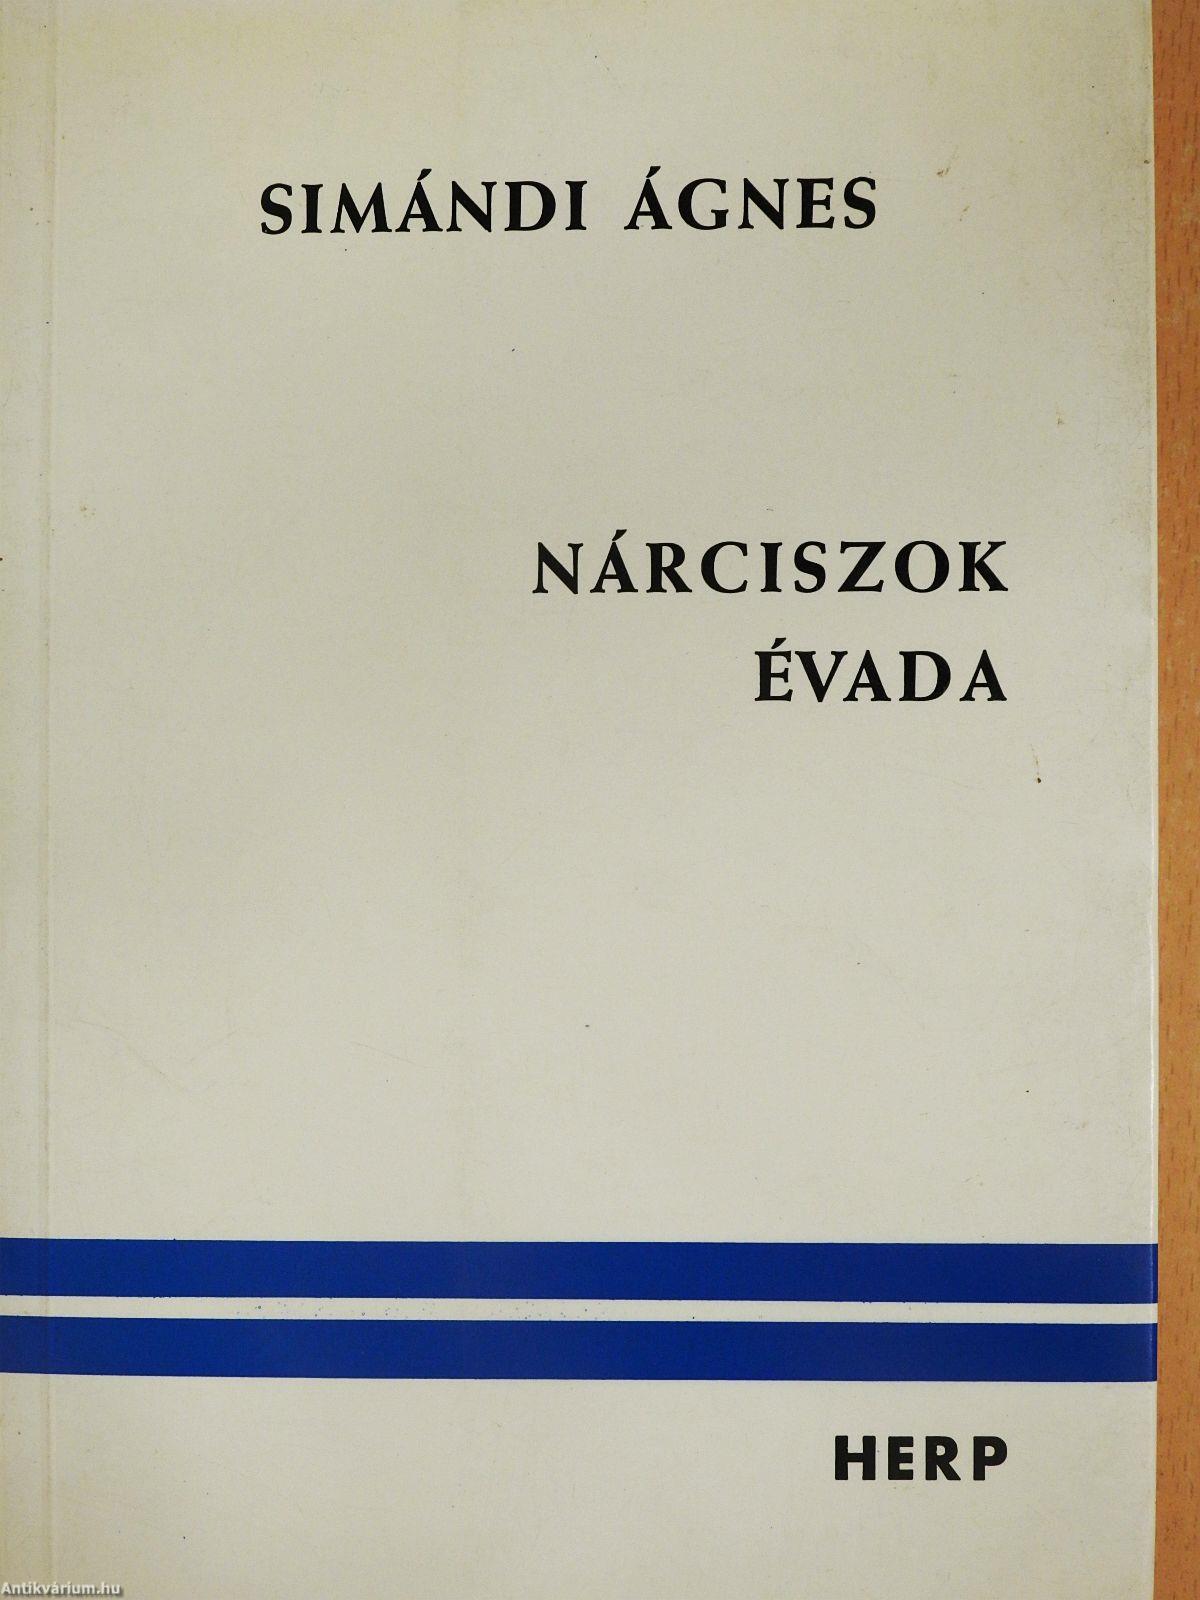 SIMÁNDI ÁGNES
NÁRCISZOK
ÉVADA
HERP
Antikvárium.hu